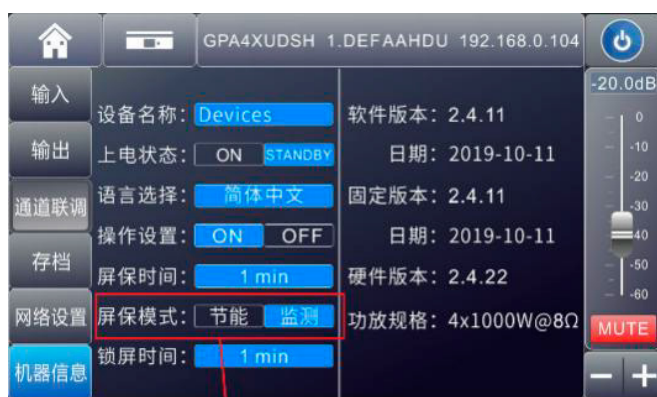 GPA4XUDSH 1.DEFAAHDU 192.168.0.104
输入
输出
通道联调
存档
网络设置
机器信息
设备名称: Devices
上电状态: ON STANDBY
语言选择: 简体中文
操作设置: ON OFF
屏保时间: 1 min
屏保模式: 节能 监测
锁屏时间: 1 min
软件版本: 2.4.11
日期: 2019-10-11
固定版本: 2.4.11
日期: 2019-10-11
硬件版本: 2.4.22
功放规格: 4x1000W@8Ω
-20.0dB
0
-10
-20
-30
-40
-50
-60
MUTE
− +